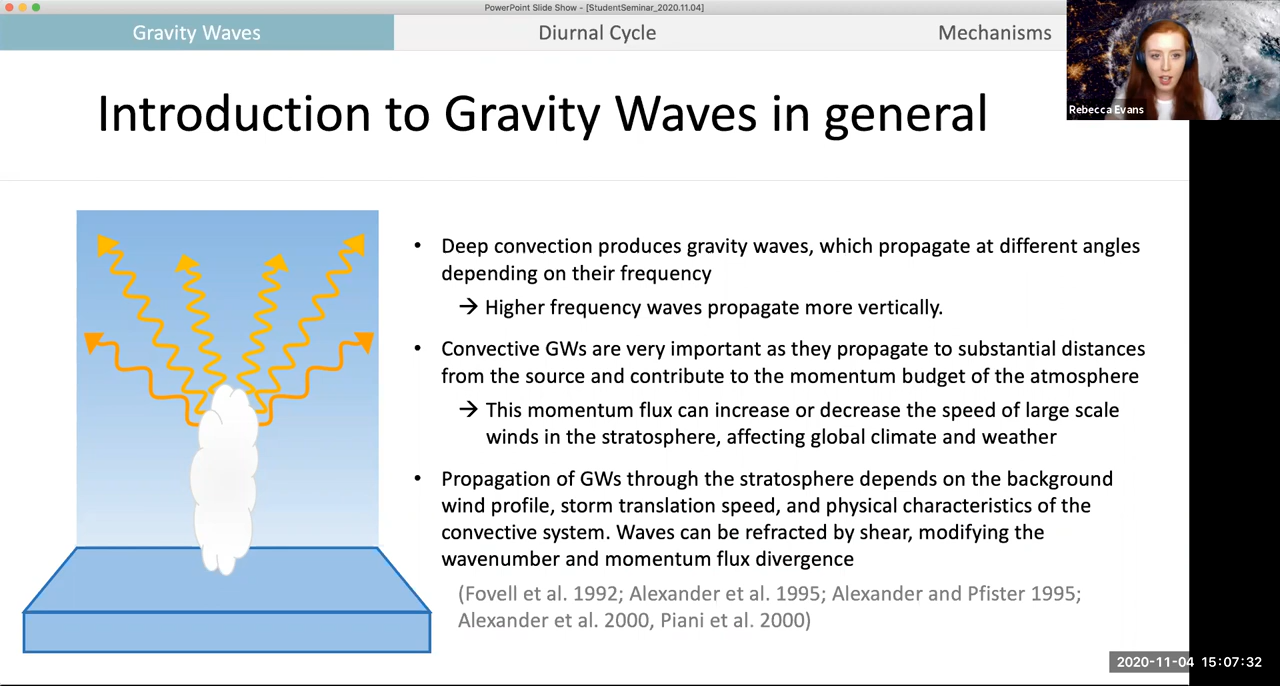 PowerPoint Slide Show - [StudentSeminar_2020.11.04]
Gravity Waves
Diurnal Cycle
Mechanisms
Rebecca Evans
Introduction to Gravity Waves in general
• Deep convection produces gravity waves, which propagate at different angles
depending on their frequency
→ Higher frequency waves propagate more vertically.
• Convective GWs are very important as they propagate to substantial distances
from the source and contribute to the momentum budget of the atmosphere
→ This momentum flux can increase or decrease the speed of large scale
winds in the stratosphere, affecting global climate and weather
• Propagation of GWs through the stratosphere depends on the background
wind profile, storm translation speed, and physical characteristics of the
convective system. Waves can be refracted by shear, modifying the
wavenumber and momentum flux divergence
(Fovell et al. 1992; Alexander et al. 1995; Alexander and Pfister 1995;
Alexander et al. 2000, Piani et al. 2000)
2020-11-04 15:07:32